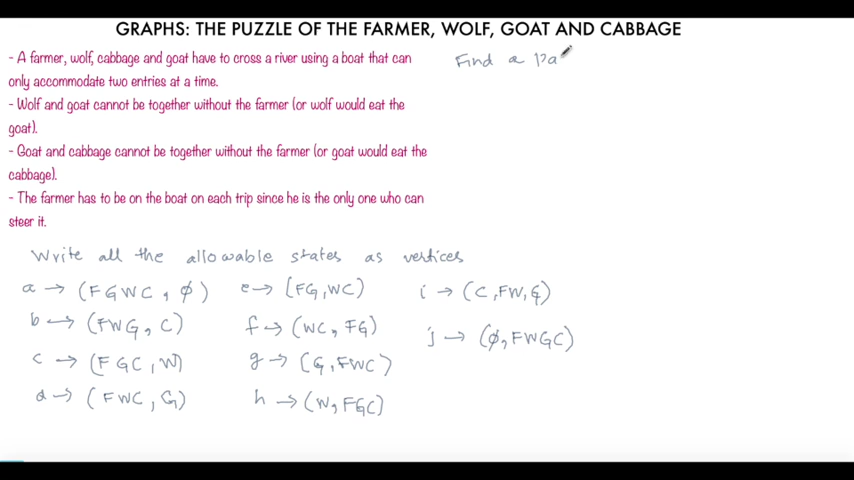 GRAPHS: THE PUZZLE OF THE FARMER, WOLF, GOAT AND CABBAGE
- A farmer, wolf, cabbage and goat have to cross a river using a boat that can
only accommodate two entries at a time.
- Wolf and goat cannot be together without the farmer (or wolf would eat the
goat).
- Goat and cabbage cannot be together without the farmer (or goat would eat the
cabbage).
- The farmer has to be on the boat on each trip since he is the only one who can
steer it.
Find a Pa
Write all the allowable states as vertices
a → (FGWC, ∅)
b → (FWG, C)
c → (FGC, W)
d → (FWC, G)
e → (FG, WC)
f → (WC, FG)
g → (G, FWC)
h → (W, FGC)
i → (C, FW, G)
j → (∅, FWGC)